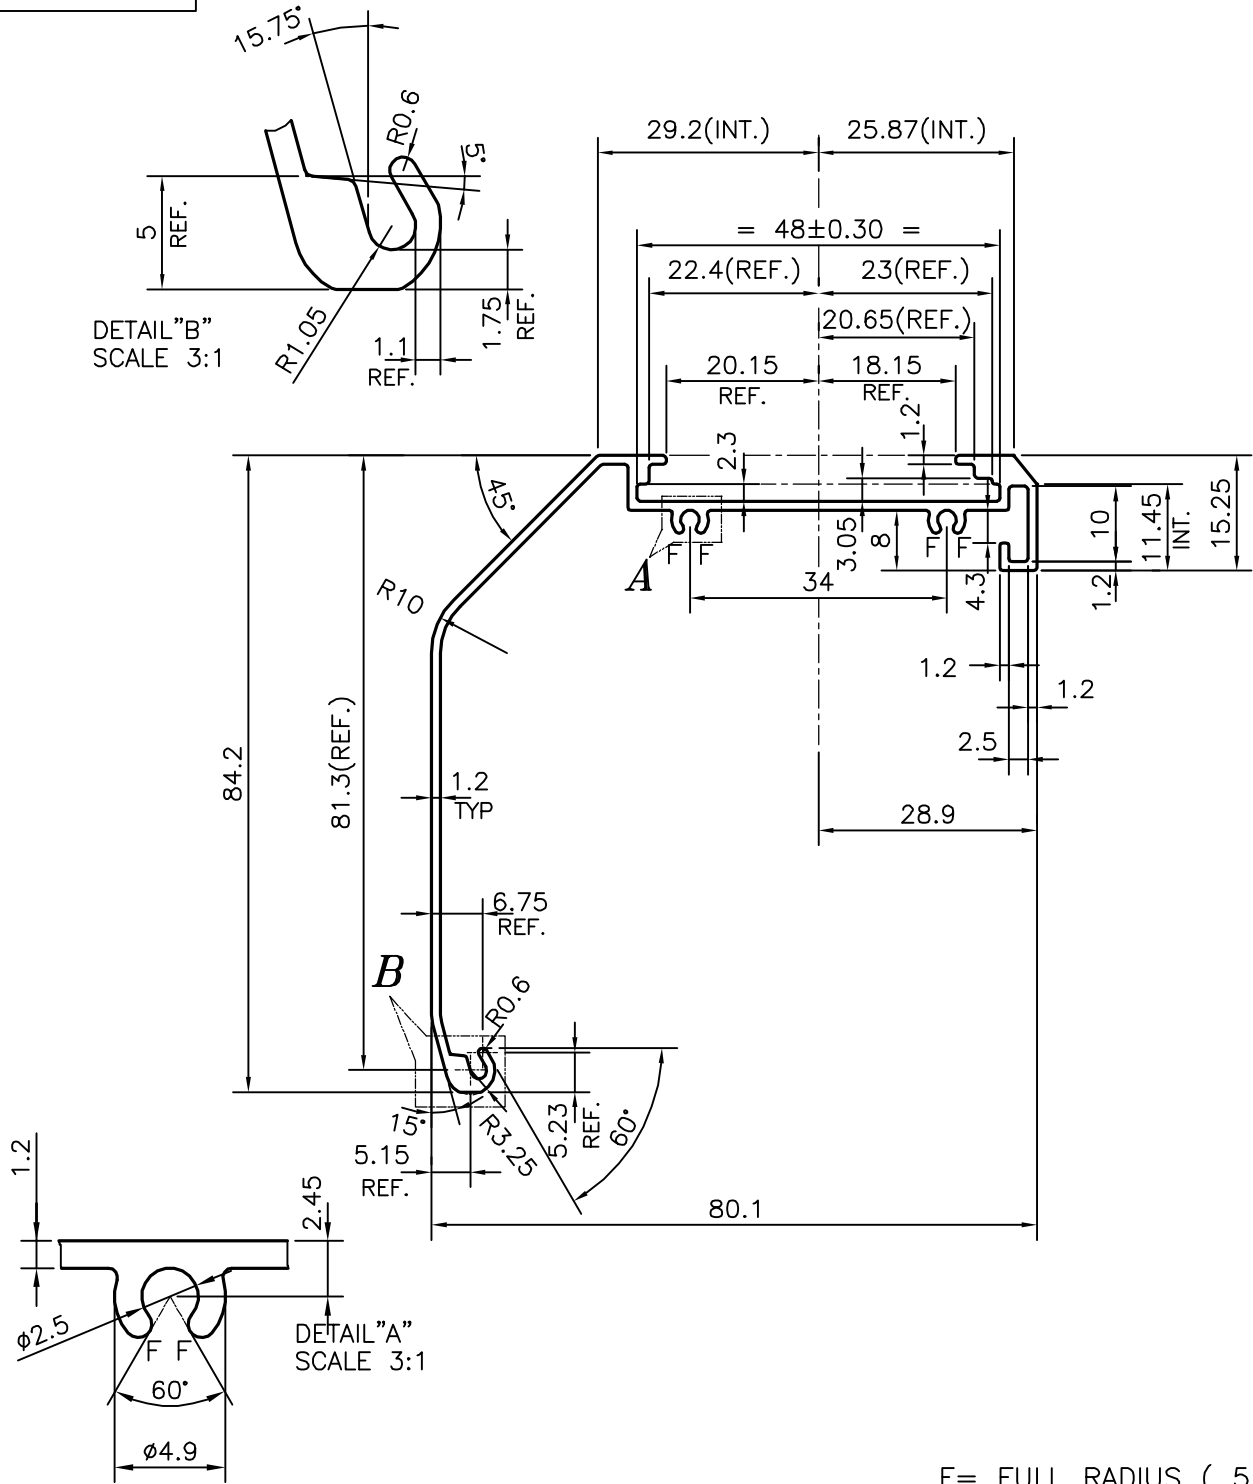 15.75°
R0.6
5°
5
REF.
1.75
REF.
R1.05
1.1
REF.
DETAIL"B"
SCALE 3:1
29.2(INT.)
25.87(INT.)
= 48±0.30 =
22.4(REF.)
23(REF.)
20.65(REF.)
20.15
REF.
18.15
REF.
1.2
2.3
45°
3.05
8
F F
F F
A
34
4.3
10
11.45
INT.
15.25
1.2
R10
1.2
1.2
2.5
28.9
84.2
81.3(REF.)
1.2
TYP
6.75
REF.
B
R0.6
15°
R3.25
5.23
REF.
60°
5.15
REF.
80.1
1.2
2.45
ø2.5
F F
60°
ø4.9
DETAIL"A"
SCALE 3:1
F= FULL RADIUS ( 5